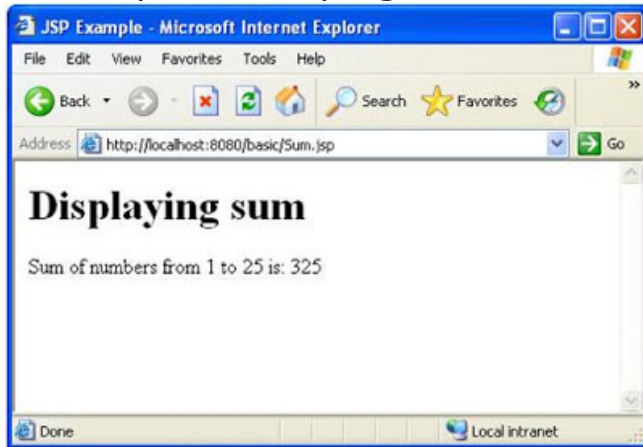 JSP Example - Microsoft Internet Explorer
File Edit View Favorites Tools Help
Back Search Favorites »
Address http://localhost:8080/basic/Sum.jsp Go
Displaying sum
Sum of numbers from 1 to 25 is: 325
Done Local intranet